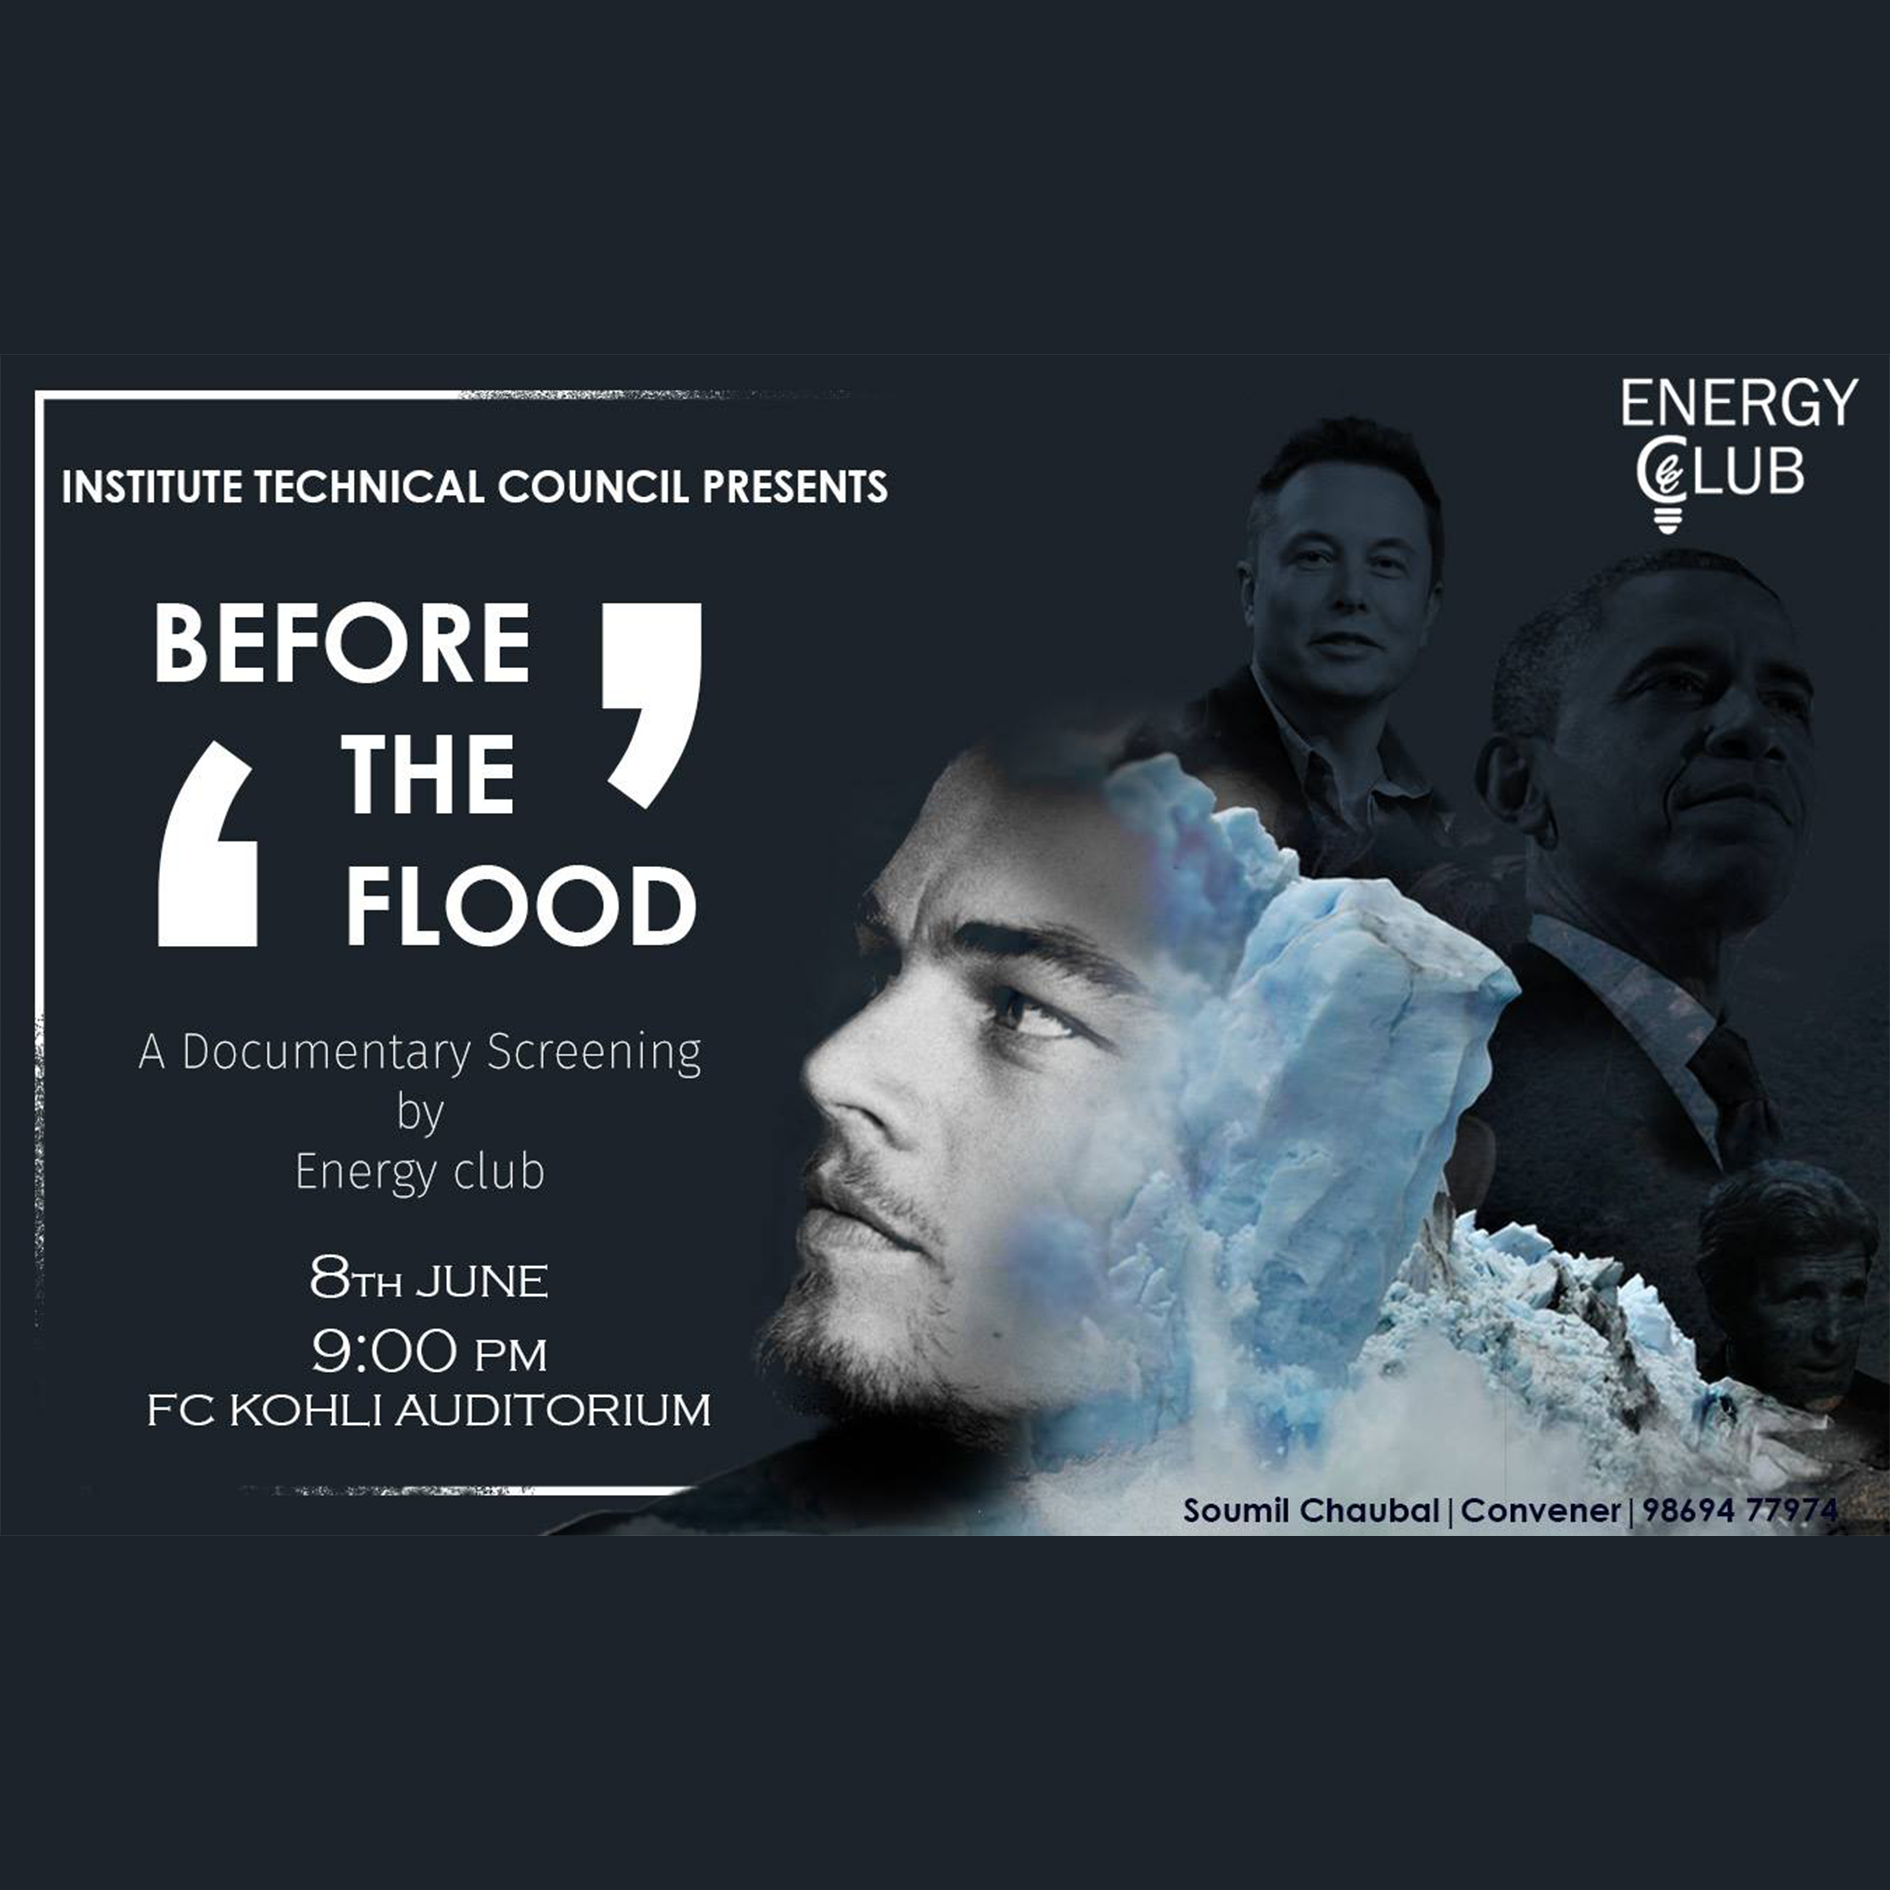 ENERGY
CLUB
INSTITUTE TECHNICAL COUNCIL PRESENTS
BEFORE
THE
FLOOD
A Documentary Screening
by
Energy club
8TH JUNE
9:00 PM
FC KOHLI AUDITORIUM
Soumil Chaubal|Convener|98694 77974